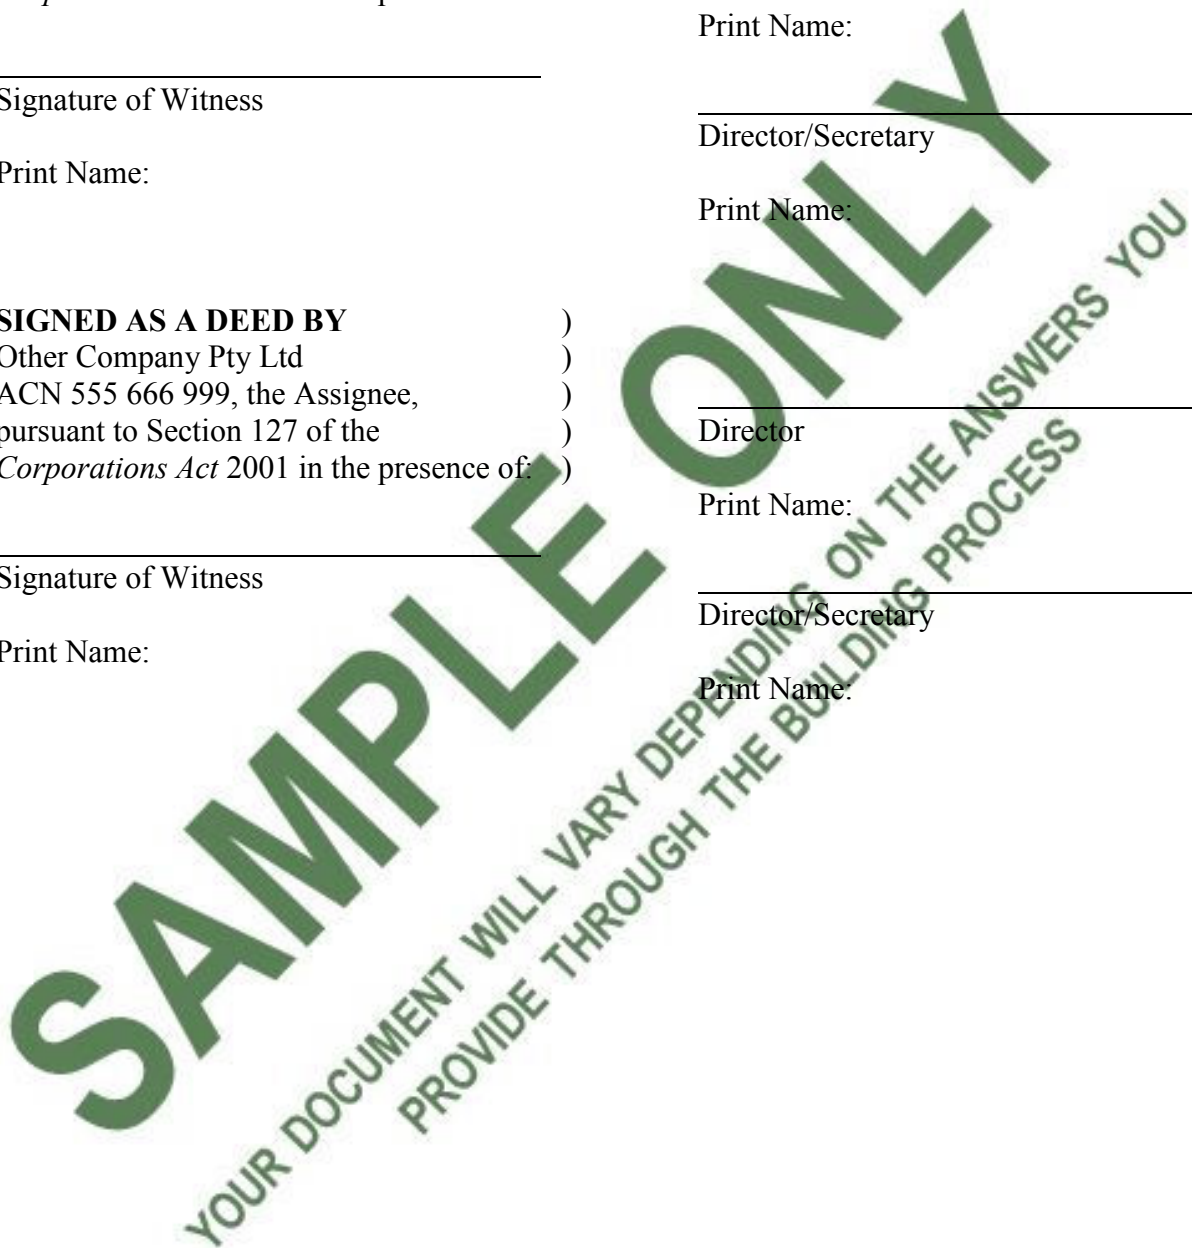 Print Name:
Signature of Witness
Director/Secretary
Print Name:
Print Name:
SIGNED AS A DEED BY )
Other Company Pty Ltd )
ACN 555 666 999, the Assignee, )
pursuant to Section 127 of the )
Corporations Act 2001 in the presence of: )
Director
Print Name:
Signature of Witness
Director/Secretary
Print Name:
Print Name:
SAMPLE ONLY
YOUR DOCUMENT WILL VARY DEPENDING ON THE ANSWERS YOU
PROVIDE THROUGH THE BUILDING PROCESS